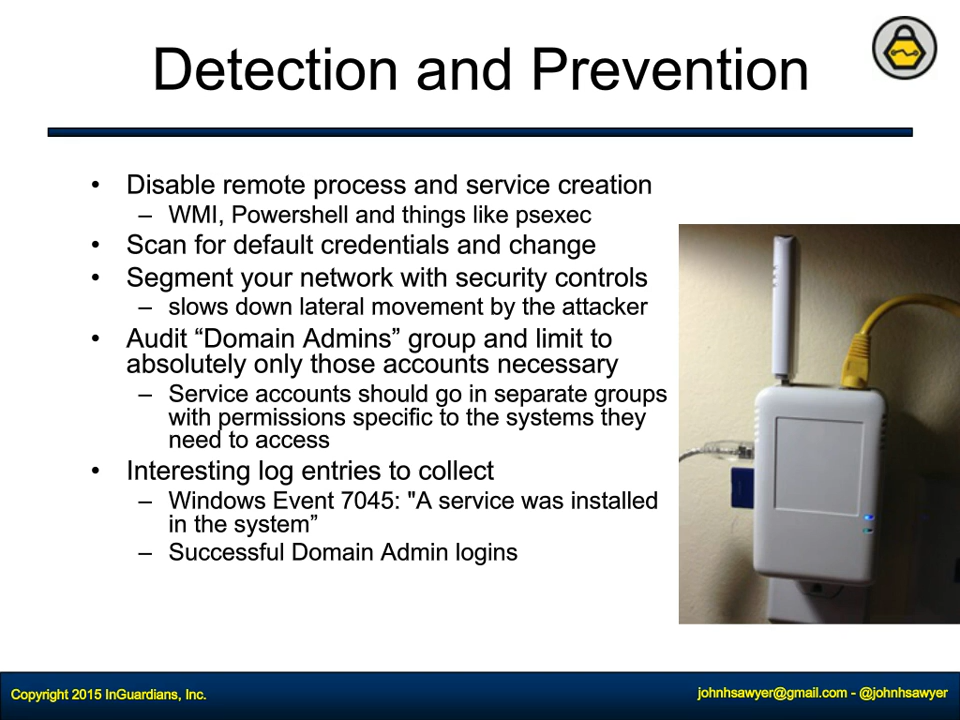 Detection and Prevention
• Disable remote process and service creation
– WMI, Powershell and things like psexec
• Scan for default credentials and change
• Segment your network with security controls
– slows down lateral movement by the attacker
• Audit “Domain Admins” group and limit to
absolutely only those accounts necessary
– Service accounts should go in separate groups
with permissions specific to the systems they
need to access
• Interesting log entries to collect
– Windows Event 7045: "A service was installed
in the system”
– Successful Domain Admin logins
Copyright 2015 InGuardians, Inc.
johnhsawyer@gmail.com - @johnhsawyer